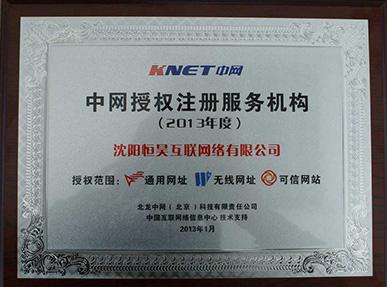 KNET中网
中网授权注册服务机构
（2013年度）
沈阳恒昊互联网络有限公司
授权范围： 通用网址 无线网址 可信网站
北龙中网（北京）科技有限责任公司
中国互联网络信息中心 技术支持
2013年1月